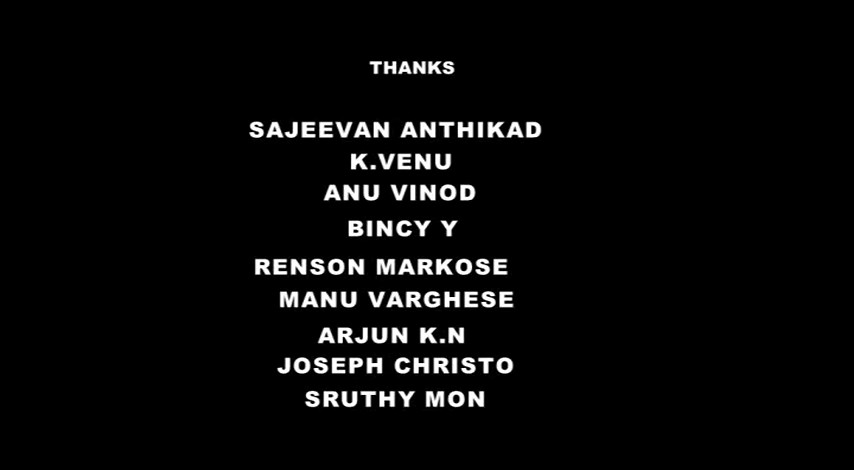 THANKS
SAJEEVAN ANTHIKAD
K.VENU
ANU VINOD
BINCY Y
RENSON MARKOSE
MANU VARGHESE
ARJUN K.N
JOSEPH CHRISTO
SRUTHY MON